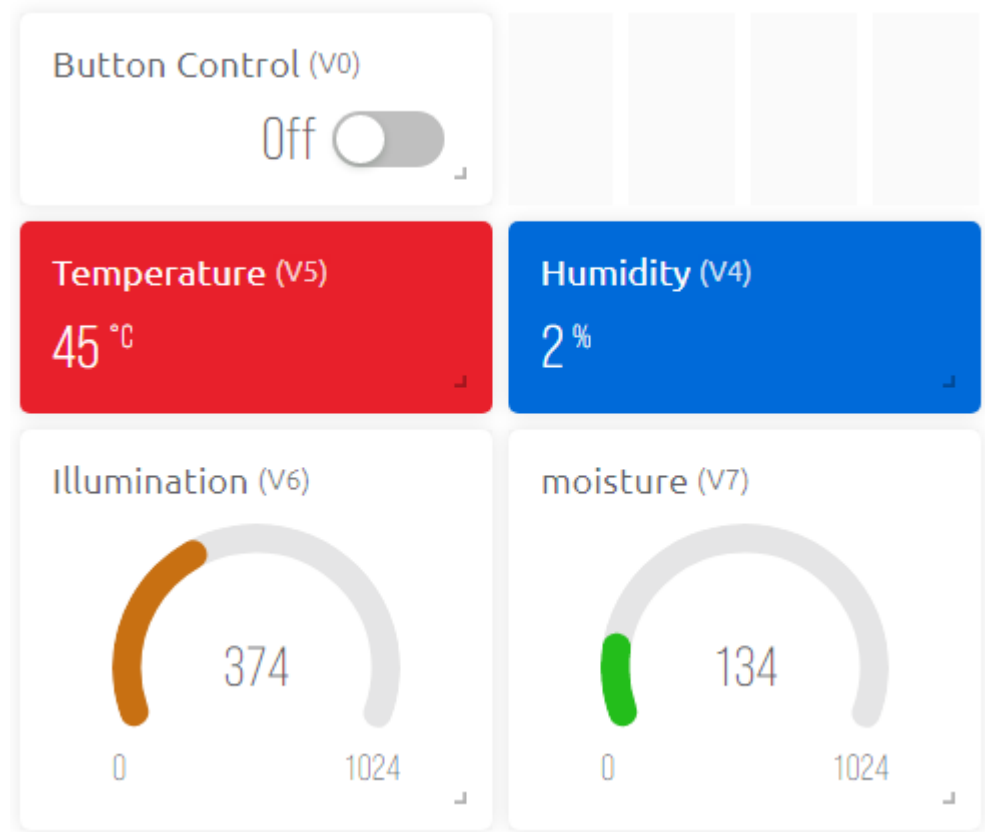 Button Control (V0)
Off
Temperature (V5)
45 °C
Humidity (V4)
2 %
Illumination (V6)
374
0
1024
moisture (V7)
134
0
1024